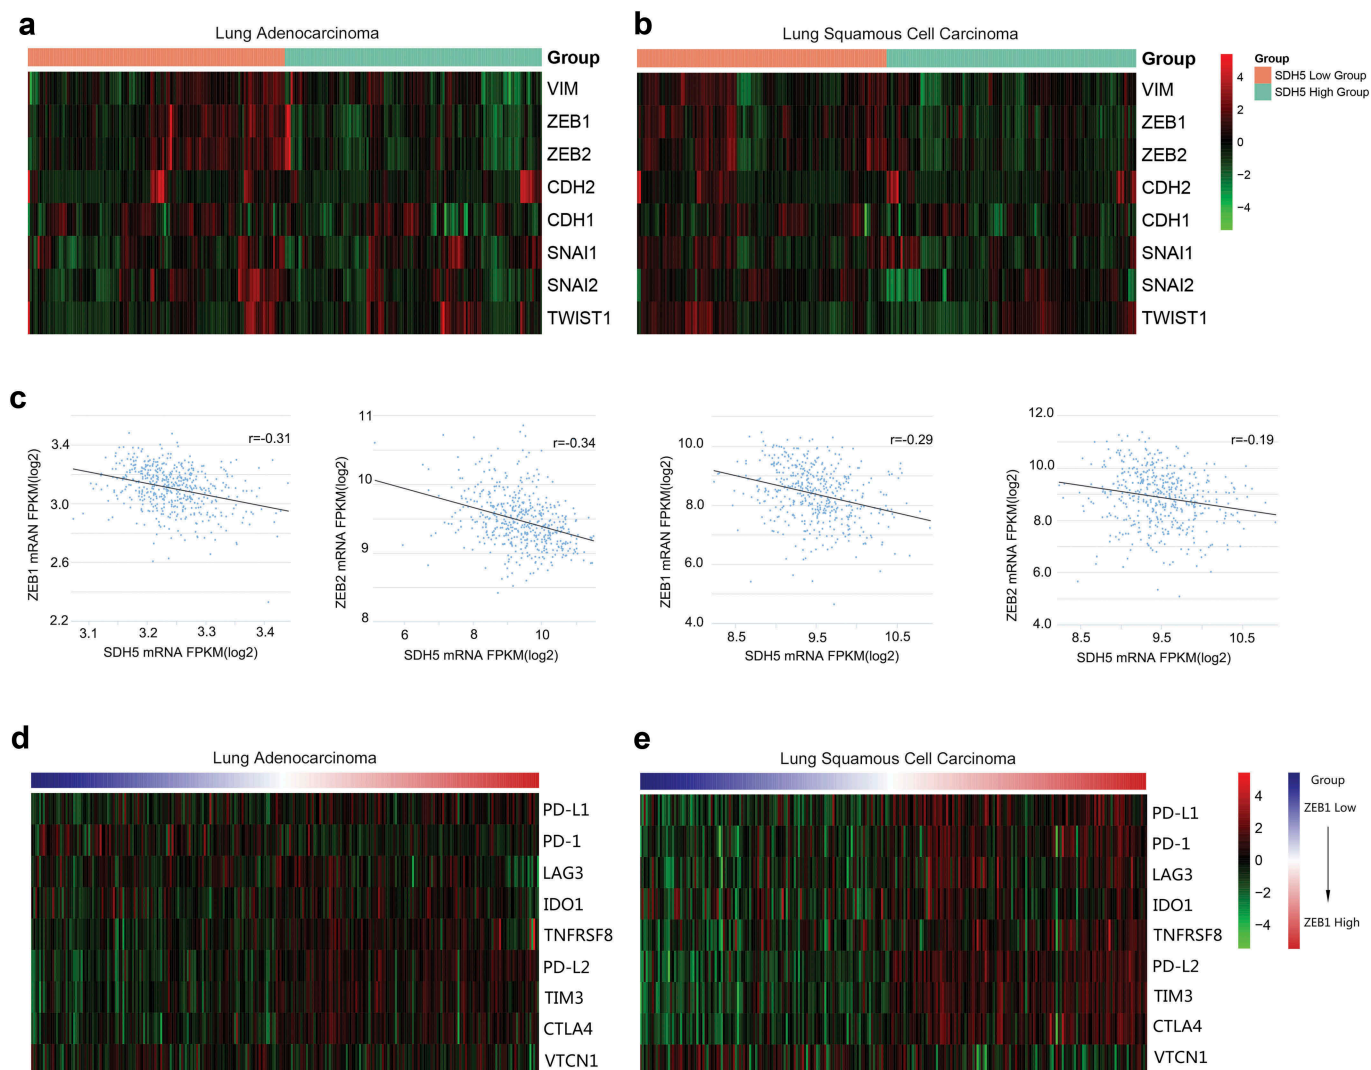 a
Lung Adenocarcinoma
Group
VIM
ZEB1
ZEB2
CDH2
CDH1
SNAI1
SNAI2
TWIST1
b
Lung Squamous Cell Carcinoma
Group
VIM
ZEB1
ZEB2
CDH2
CDH1
SNAI1
SNAI2
TWIST1
4
2
0
−2
−4
Group
SDH5 Low Group
SDH5 High Group
c
ZEB1 mRAN FPKM(log2)
3.4
3.0
2.6
2.2
r=-0.31
3.1 3.2 3.3 3.4
SDH5 mRNA FPKM(log2)
ZEB2 mRNA FPKM(log2)
11
10
9
8
r=-0.34
6 8 10
SDH5 mRNA FPKM(log2)
ZEB1 mRAN FPKM(log2)
10.0
8.0
6.0
4.0
r=-0.29
8.5 9.5 10.5
SDH5 mRNA FPKM(log2)
ZEB2 mRNA FPKM(log2)
12.0
10.0
8.0
6.0
4.0
r=-0.19
8.5 9.5 10.5
SDH5 mRNA FPKM(log2)
d
Lung Adenocarcinoma
PD-L1
PD-1
LAG3
IDO1
TNFRSF8
PD-L2
TIM3
CTLA4
VTCN1
e
Lung Squamous Cell Carcinoma
PD-L1
PD-1
LAG3
IDO1
TNFRSF8
PD-L2
TIM3
CTLA4
VTCN1
4
2
0
−2
−4
Group
ZEB1 Low
ZEB1 High